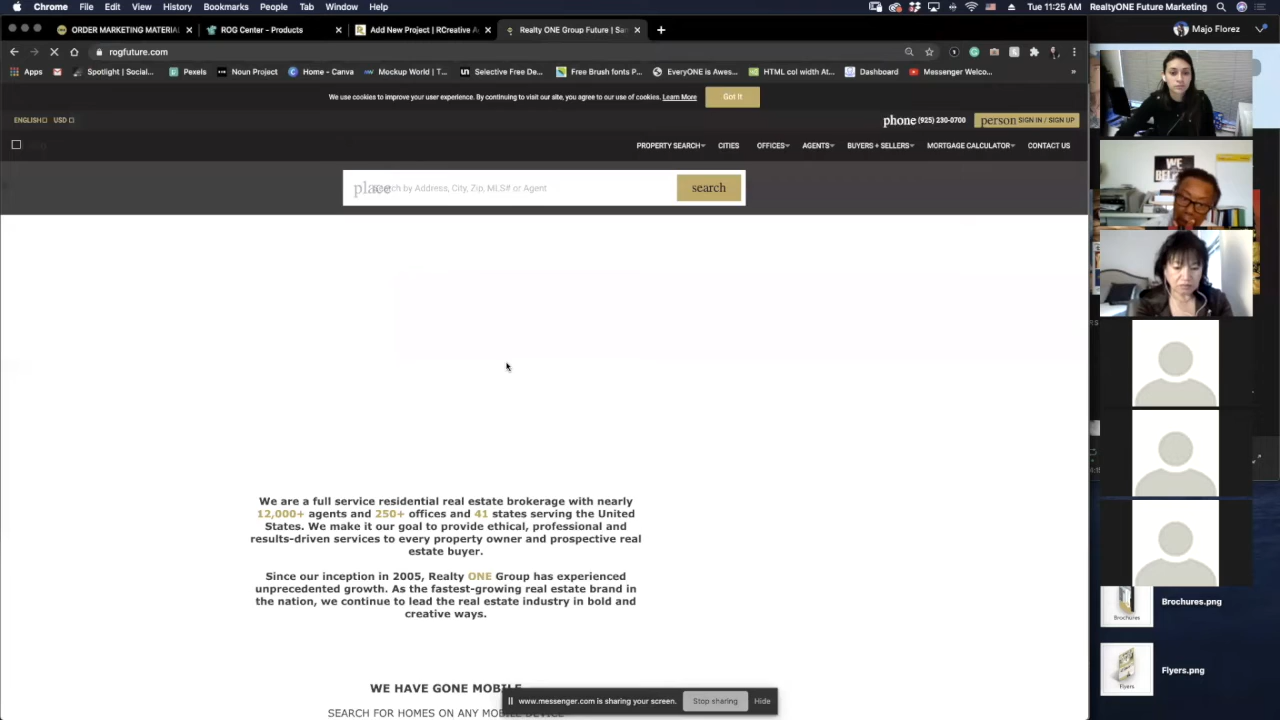 Chrome File Edit View History Bookmarks People Tab Window Help
Tue 11:25 AM RealtyONE Future Marketing
ORDER MARKETING MATERIAL
ROG Center - Products
Add New Project | RCreative A
Realty ONE Group Future | Sa
rogfuture.com
Apps
Spotlight | Social...
Pexels
Noun Project
Home - Canva
Mockup World | T...
Selective Free De...
Free Brush fonts P...
EveryONE is Awes...
HTML col width At...
Dashboard
Messenger Welco...
»
Majo Florez
We use cookies to improve your user experience. By continuing to visit our site, you agree to our use of cookies. Learn More
Got It
ENGLISH USD
phone (925) 230-0700
person SIGN IN / SIGN UP
PROPERTY SEARCH CITIES OFFICES AGENTS BUYERS + SELLERS MORTGAGE CALCULATOR CONTACT US
place Search by Address, City, Zip, MLS# or Agent
search
We are a full service residential real estate brokerage with nearly
12,000+ agents and 250+ offices and 41 states serving the United
States. We make it our goal to provide ethical, professional and
results-driven services to every property owner and prospective real
estate buyer.
Since our inception in 2005, Realty ONE Group has experienced
unprecedented growth. As the fastest-growing real estate brand in
the nation, we continue to lead the real estate industry in bold and
creative ways.
WE HAVE GONE MOBILE
SEARCH FOR HOMES ON ANY MOBILE DEVICE
www.messenger.com is sharing your screen.
Stop sharing
Hide
Brochures
Brochures.png
Flyers
Flyers.png